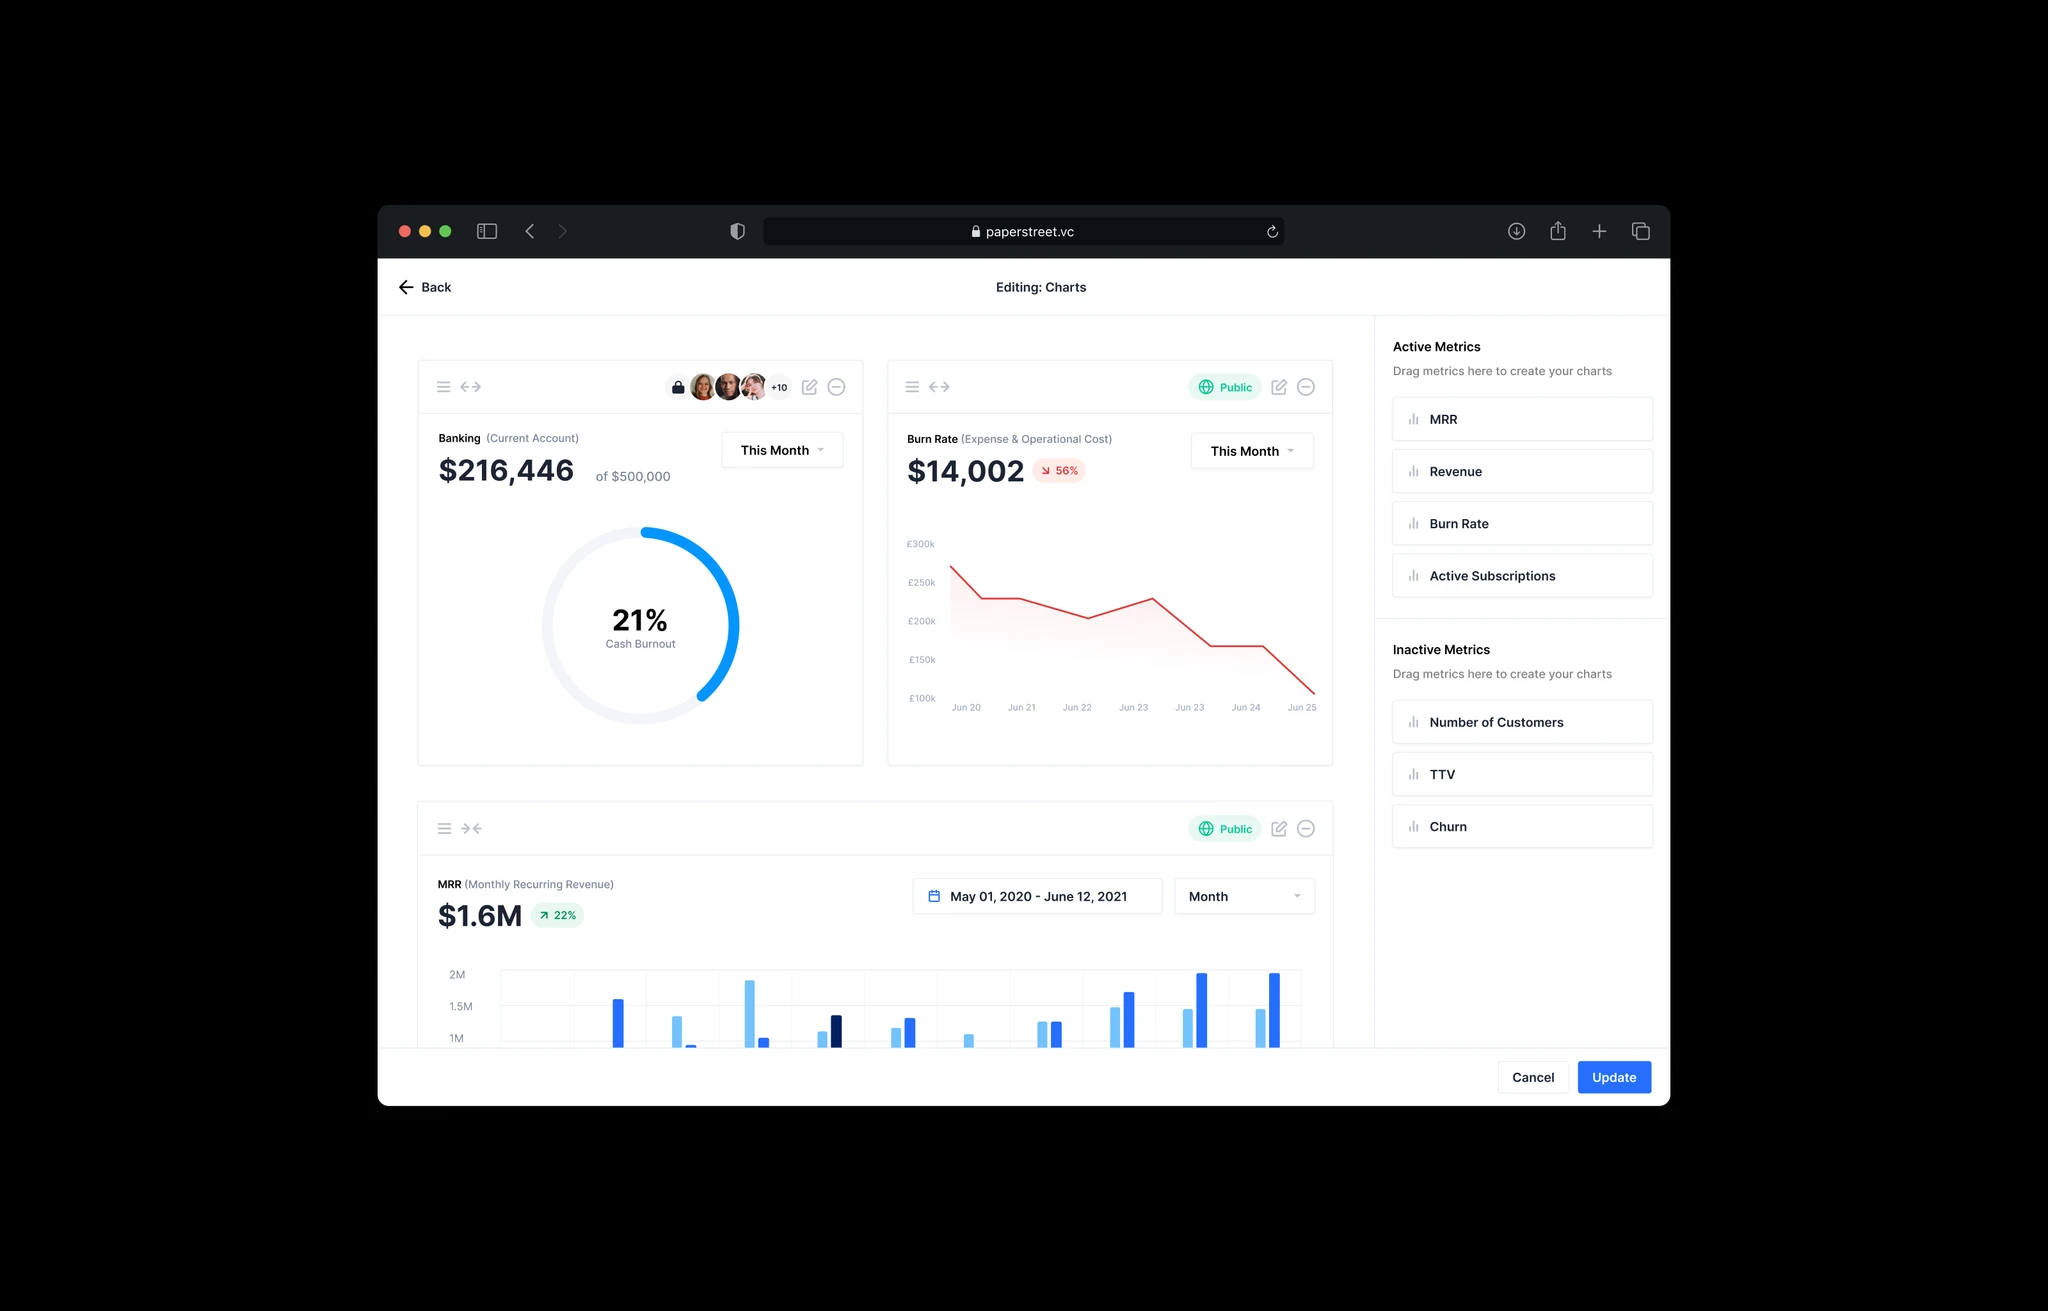 paperstreet.vc
Back
Editing: Charts
+10
Banking (Current Account)
$216,446 of $500,000
This Month
21%
Cash Burnout
Public
Burn Rate (Expense & Operational Cost)
$14,002 56%
This Month
£300k
£250k
£200k
£150k
£100k
Jun 20 Jun 21 Jun 22 Jun 23 Jun 23 Jun 24 Jun 25
Public
MRR (Monthly Recurring Revenue)
$1.6M 22%
May 01, 2020 - June 12, 2021
Month
2M
1.5M
1M
Active Metrics
Drag metrics here to create your charts
MRR
Revenue
Burn Rate
Active Subscriptions
Inactive Metrics
Drag metrics here to create your charts
Number of Customers
TTV
Churn
Cancel
Update